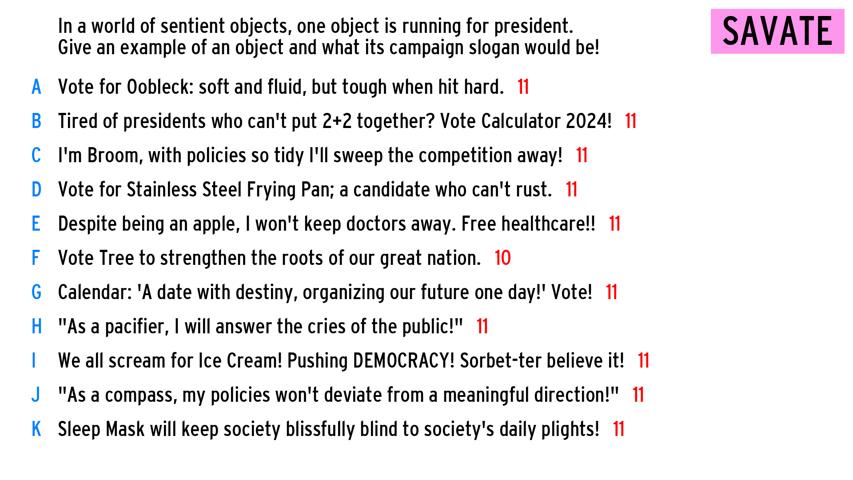 In a world of sentient objects, one object is running for president.
Give an example of an object and what its campaign slogan would be!
SAVATE
A Vote for Oobleck: soft and fluid, but tough when hit hard. 11
B Tired of presidents who can't put 2+2 together? Vote Calculator 2024! 11
C I'm Broom, with policies so tidy I'll sweep the competition away! 11
D Vote for Stainless Steel Frying Pan; a candidate who can't rust. 11
E Despite being an apple, I won't keep doctors away. Free healthcare!! 11
F Vote Tree to strengthen the roots of our great nation. 10
G Calendar: 'A date with destiny, organizing our future one day!' Vote! 11
H "As a pacifier, I will answer the cries of the public!" 11
I We all scream for Ice Cream! Pushing DEMOCRACY! Sorbet-ter believe it! 11
J "As a compass, my policies won't deviate from a meaningful direction!" 11
K Sleep Mask will keep society blissfully blind to society's daily plights! 11